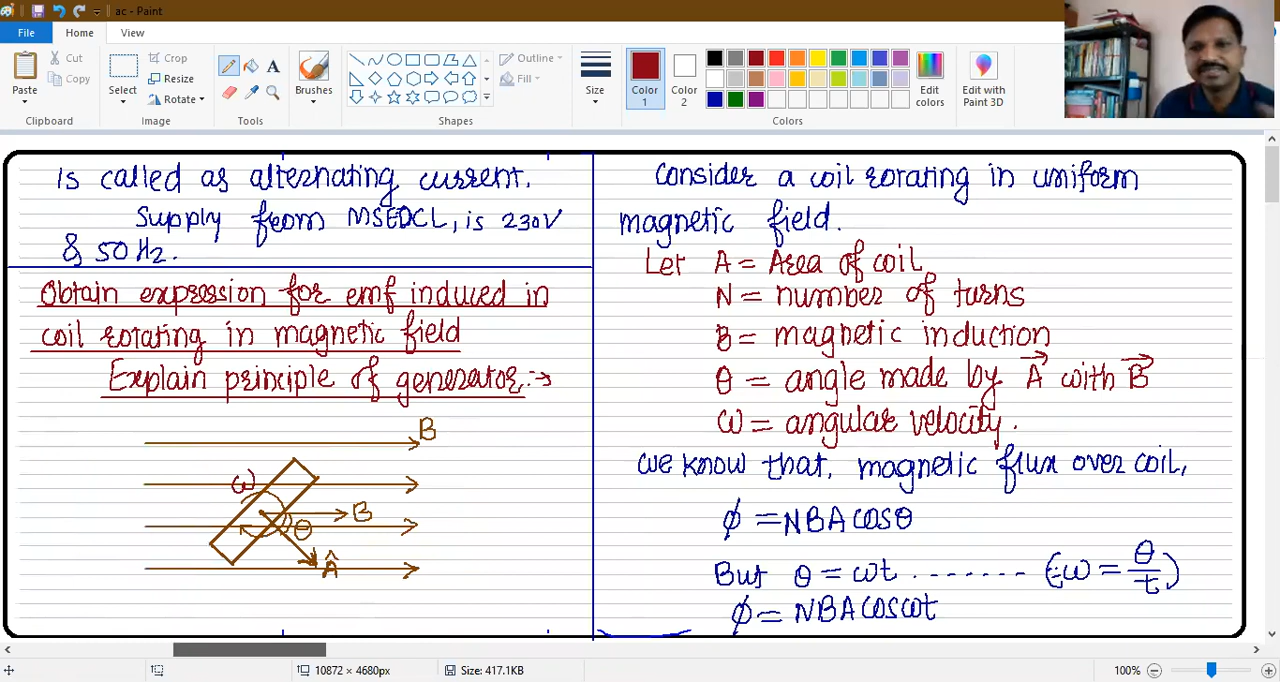 ac - Paint
File Home View
Paste
Cut
Copy
Clipboard
Select
Crop
Resize
Rotate
Image
A
Tools
Brushes
Outline
Fill
Shapes
Size
Color 1
Color 2
Colors
Edit colors
Edit with Paint 3D
is called as alternating current.
Supply from MSEDCL, is 230V
& 50 Hz.
Obtain expression for emf induced in
coil rotating in magnetic field
Explain principle of generator :→
B
ω
B
θ
Â
Consider a coil rotating in uniform
magnetic field.
Let A = Area of coil
N = number of turns
B = magnetic induction
θ = angle made by A⃗ with B⃗
ω = angular velocity.
we know that, magnetic flux over coil,
ϕ = NBA cosθ
But θ = ωt ........ (∵ω = θ/t)
ϕ = NBA cosωt
10872 × 4680px
Size: 417.1KB
100%